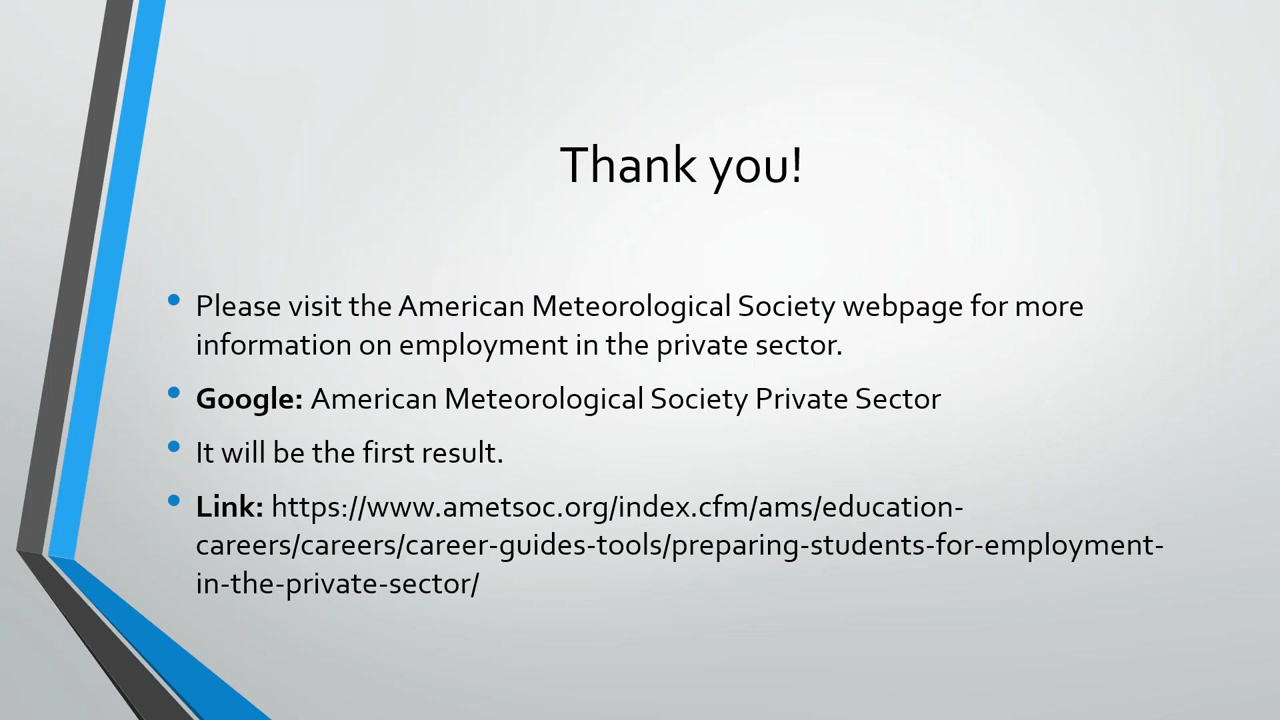 Thank you!
• Please visit the American Meteorological Society webpage for more
information on employment in the private sector.
• Google: American Meteorological Society Private Sector
• It will be the first result.
• Link: https://www.ametsoc.org/index.cfm/ams/education-
careers/careers/career-guides-tools/preparing-students-for-employment-
in-the-private-sector/